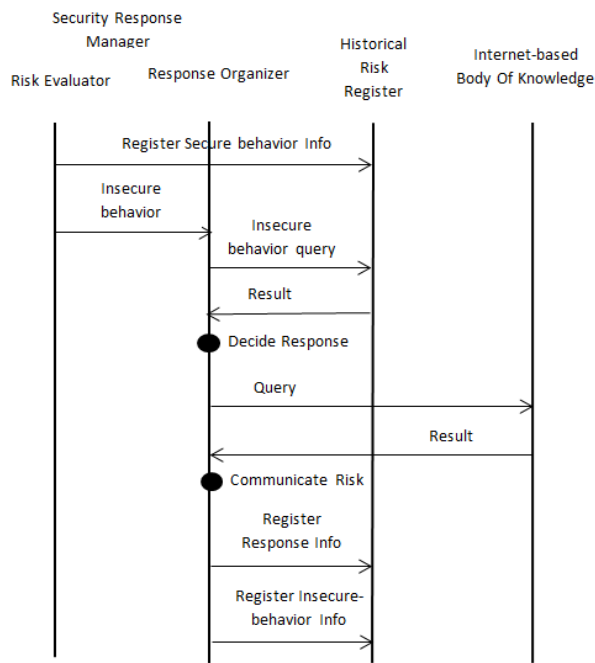 Security Response
Manager
Risk Evaluator
Response Organizer
Historical
Risk
Register
Internet-based
Body Of Knowledge
Register Secure behavior Info
Insecure
behavior
Insecure
behavior query
Result
Decide Response
Query
Result
Communicate Risk
Register
Response Info
Register Insecure-
behavior Info